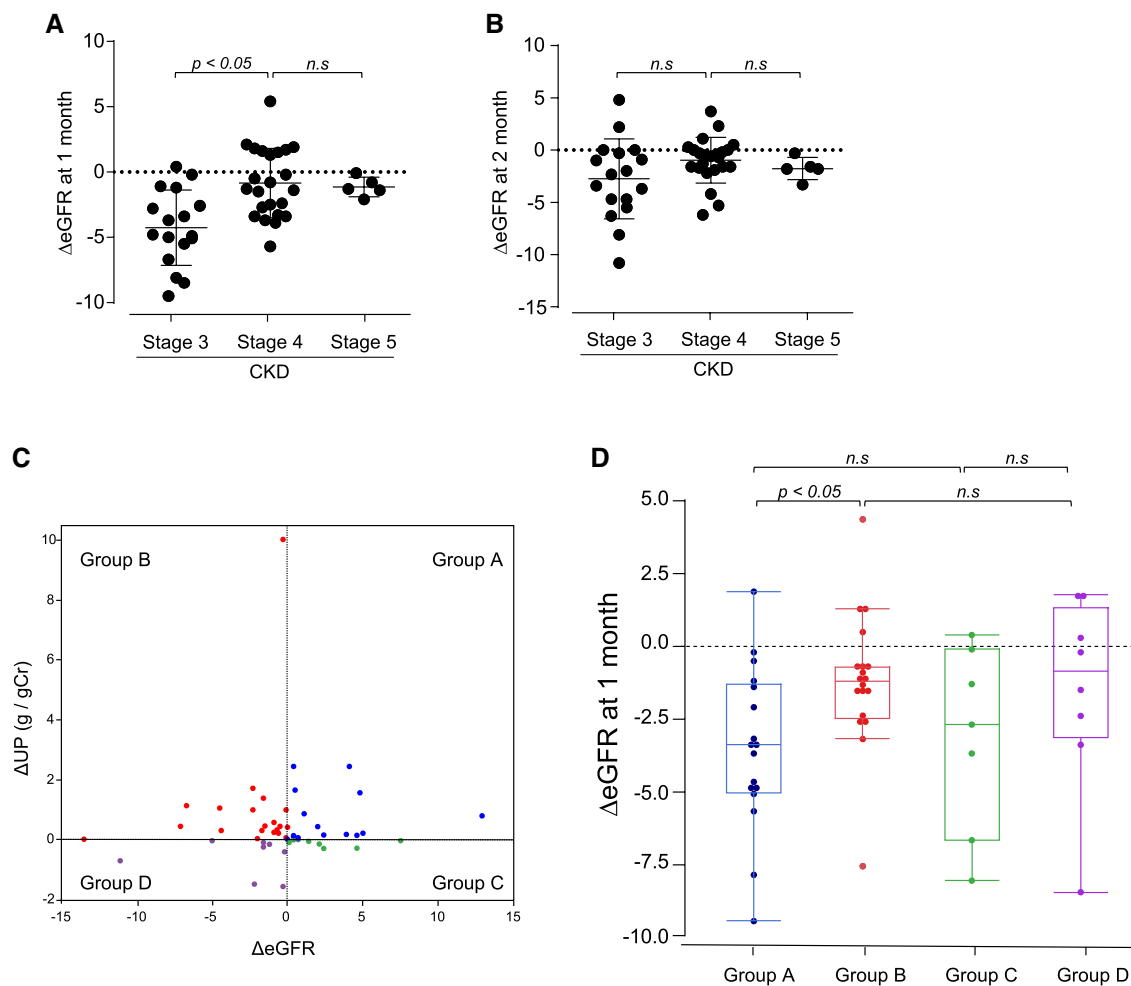 A
10
5
0
-5
-10
ΔeGFR at 1 month
p < 0.05
n.s
Stage 3 Stage 4 Stage 5
CKD
B
10
5
0
-5
-10
-15
ΔeGFR at 2 month
n.s
n.s
Stage 3 Stage 4 Stage 5
CKD
C
10
8
6
4
2
0
-2
ΔUP (g / gCr)
Group B
Group A
Group D
Group C
-15 -10 -5 0 5 10 15
ΔeGFR
D
n.s
n.s
p < 0.05
n.s
5.0
2.5
0.0
-2.5
-5.0
-7.5
-10.0
ΔeGFR at 1 month
Group A Group B Group C Group D